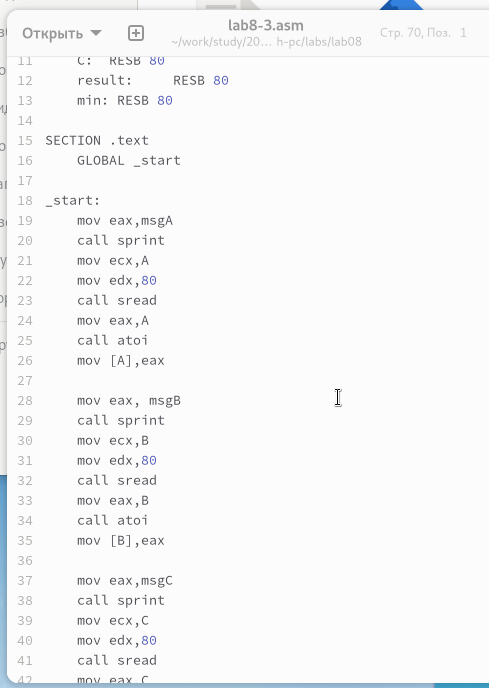 Открыть
lab8-3.asm
~/work/study/20... h-pc/labs/lab08
Стр. 70, Поз. 1
11 C: RESB 80
12 result: RESB 80
13 min: RESB 80
14
15 SECTION .text
16 GLOBAL _start
17
18 _start:
19 mov eax,msgA
20 call sprint
21 mov ecx,A
22 mov edx,80
23 call sread
24 mov eax,A
25 call atoi
26 mov [A],eax
27
28 mov eax, msgB
29 call sprint
30 mov ecx,B
31 mov edx,80
32 call sread
33 mov eax,B
34 call atoi
35 mov [B],eax
36
37 mov eax,msgC
38 call sprint
39 mov ecx,C
40 mov edx,80
41 call sread
42 mov eax,C